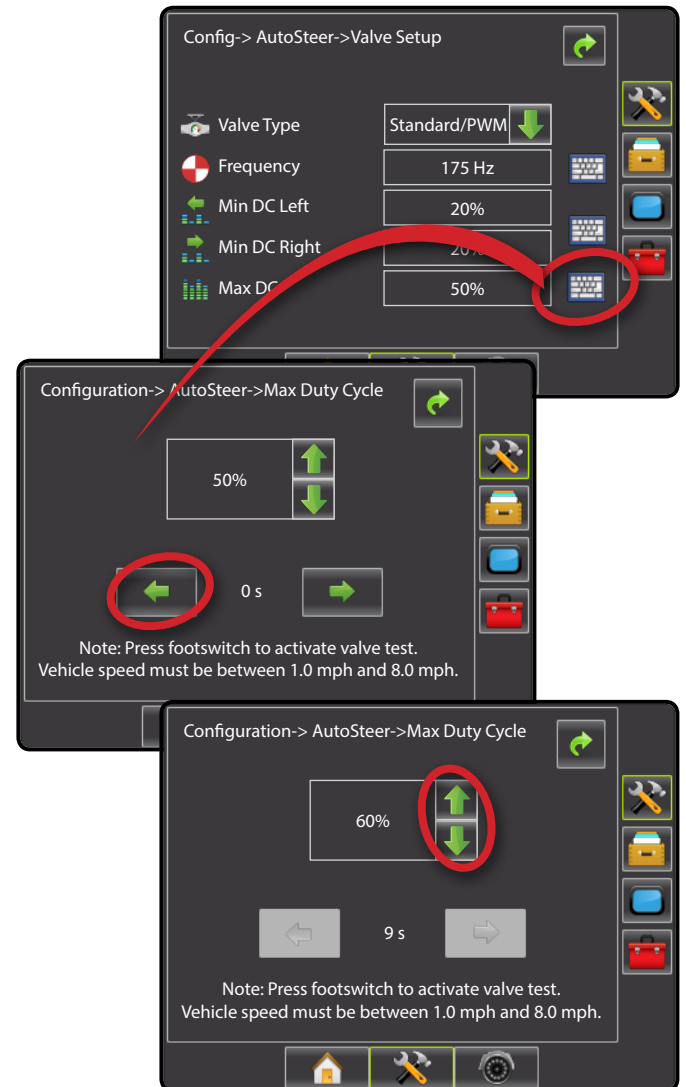 Config-> AutoSteer->Valve Setup
Valve Type Standard/PWM
Frequency 175 Hz
Min DC Left 20%
Min DC Right 20%
Max DC 50%
Configuration-> AutoSteer->Max Duty Cycle
50%
0 s
Note: Press footswitch to activate valve test.
Vehicle speed must be between 1.0 mph and 8.0 mph.
Configuration-> AutoSteer->Max Duty Cycle
60%
9 s
Note: Press footswitch to activate valve test.
Vehicle speed must be between 1.0 mph and 8.0 mph.